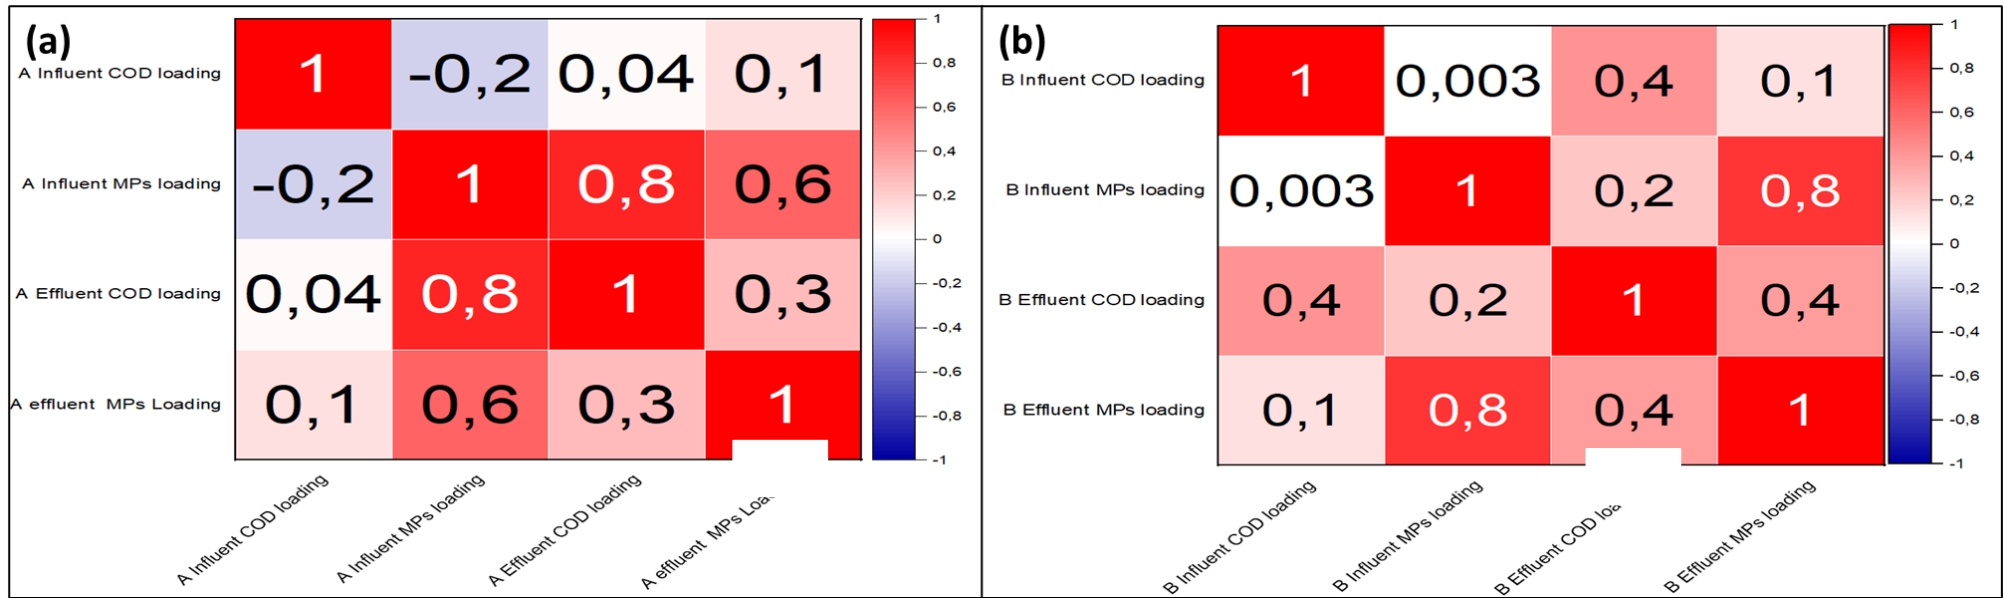 (a)
A Influent COD loading 1 -0,2 0,04 0,1
A Influent MPs loading -0,2 1 0,8 0,6
A Effluent COD loading 0,04 0,8 1 0,3
A effluent MPs Loading 0,1 0,6 0,3 1
A Influent COD loading
A Influent MPs loading
A Effluent COD loading
A effluent MPs
1
0,8
0,6
0,4
0,2
0
-0,2
-0,4
-0,6
-0,8
-1
(b)
B Influent COD loading 1 0,003 0,4 0,1
B Influent MPs loading 0,003 1 0,2 0,8
B Effluent COD loading 0,4 0,2 1 0,4
B Effluent MPs loading 0,1 0,8 0,4 1
B Influent COD loading
B Influent MPs loading
B Effluent COD
B Effluent MPs loading
1
0,8
0,6
0,4
0,2
0
-0,2
-0,4
-0,6
-0,8
-1